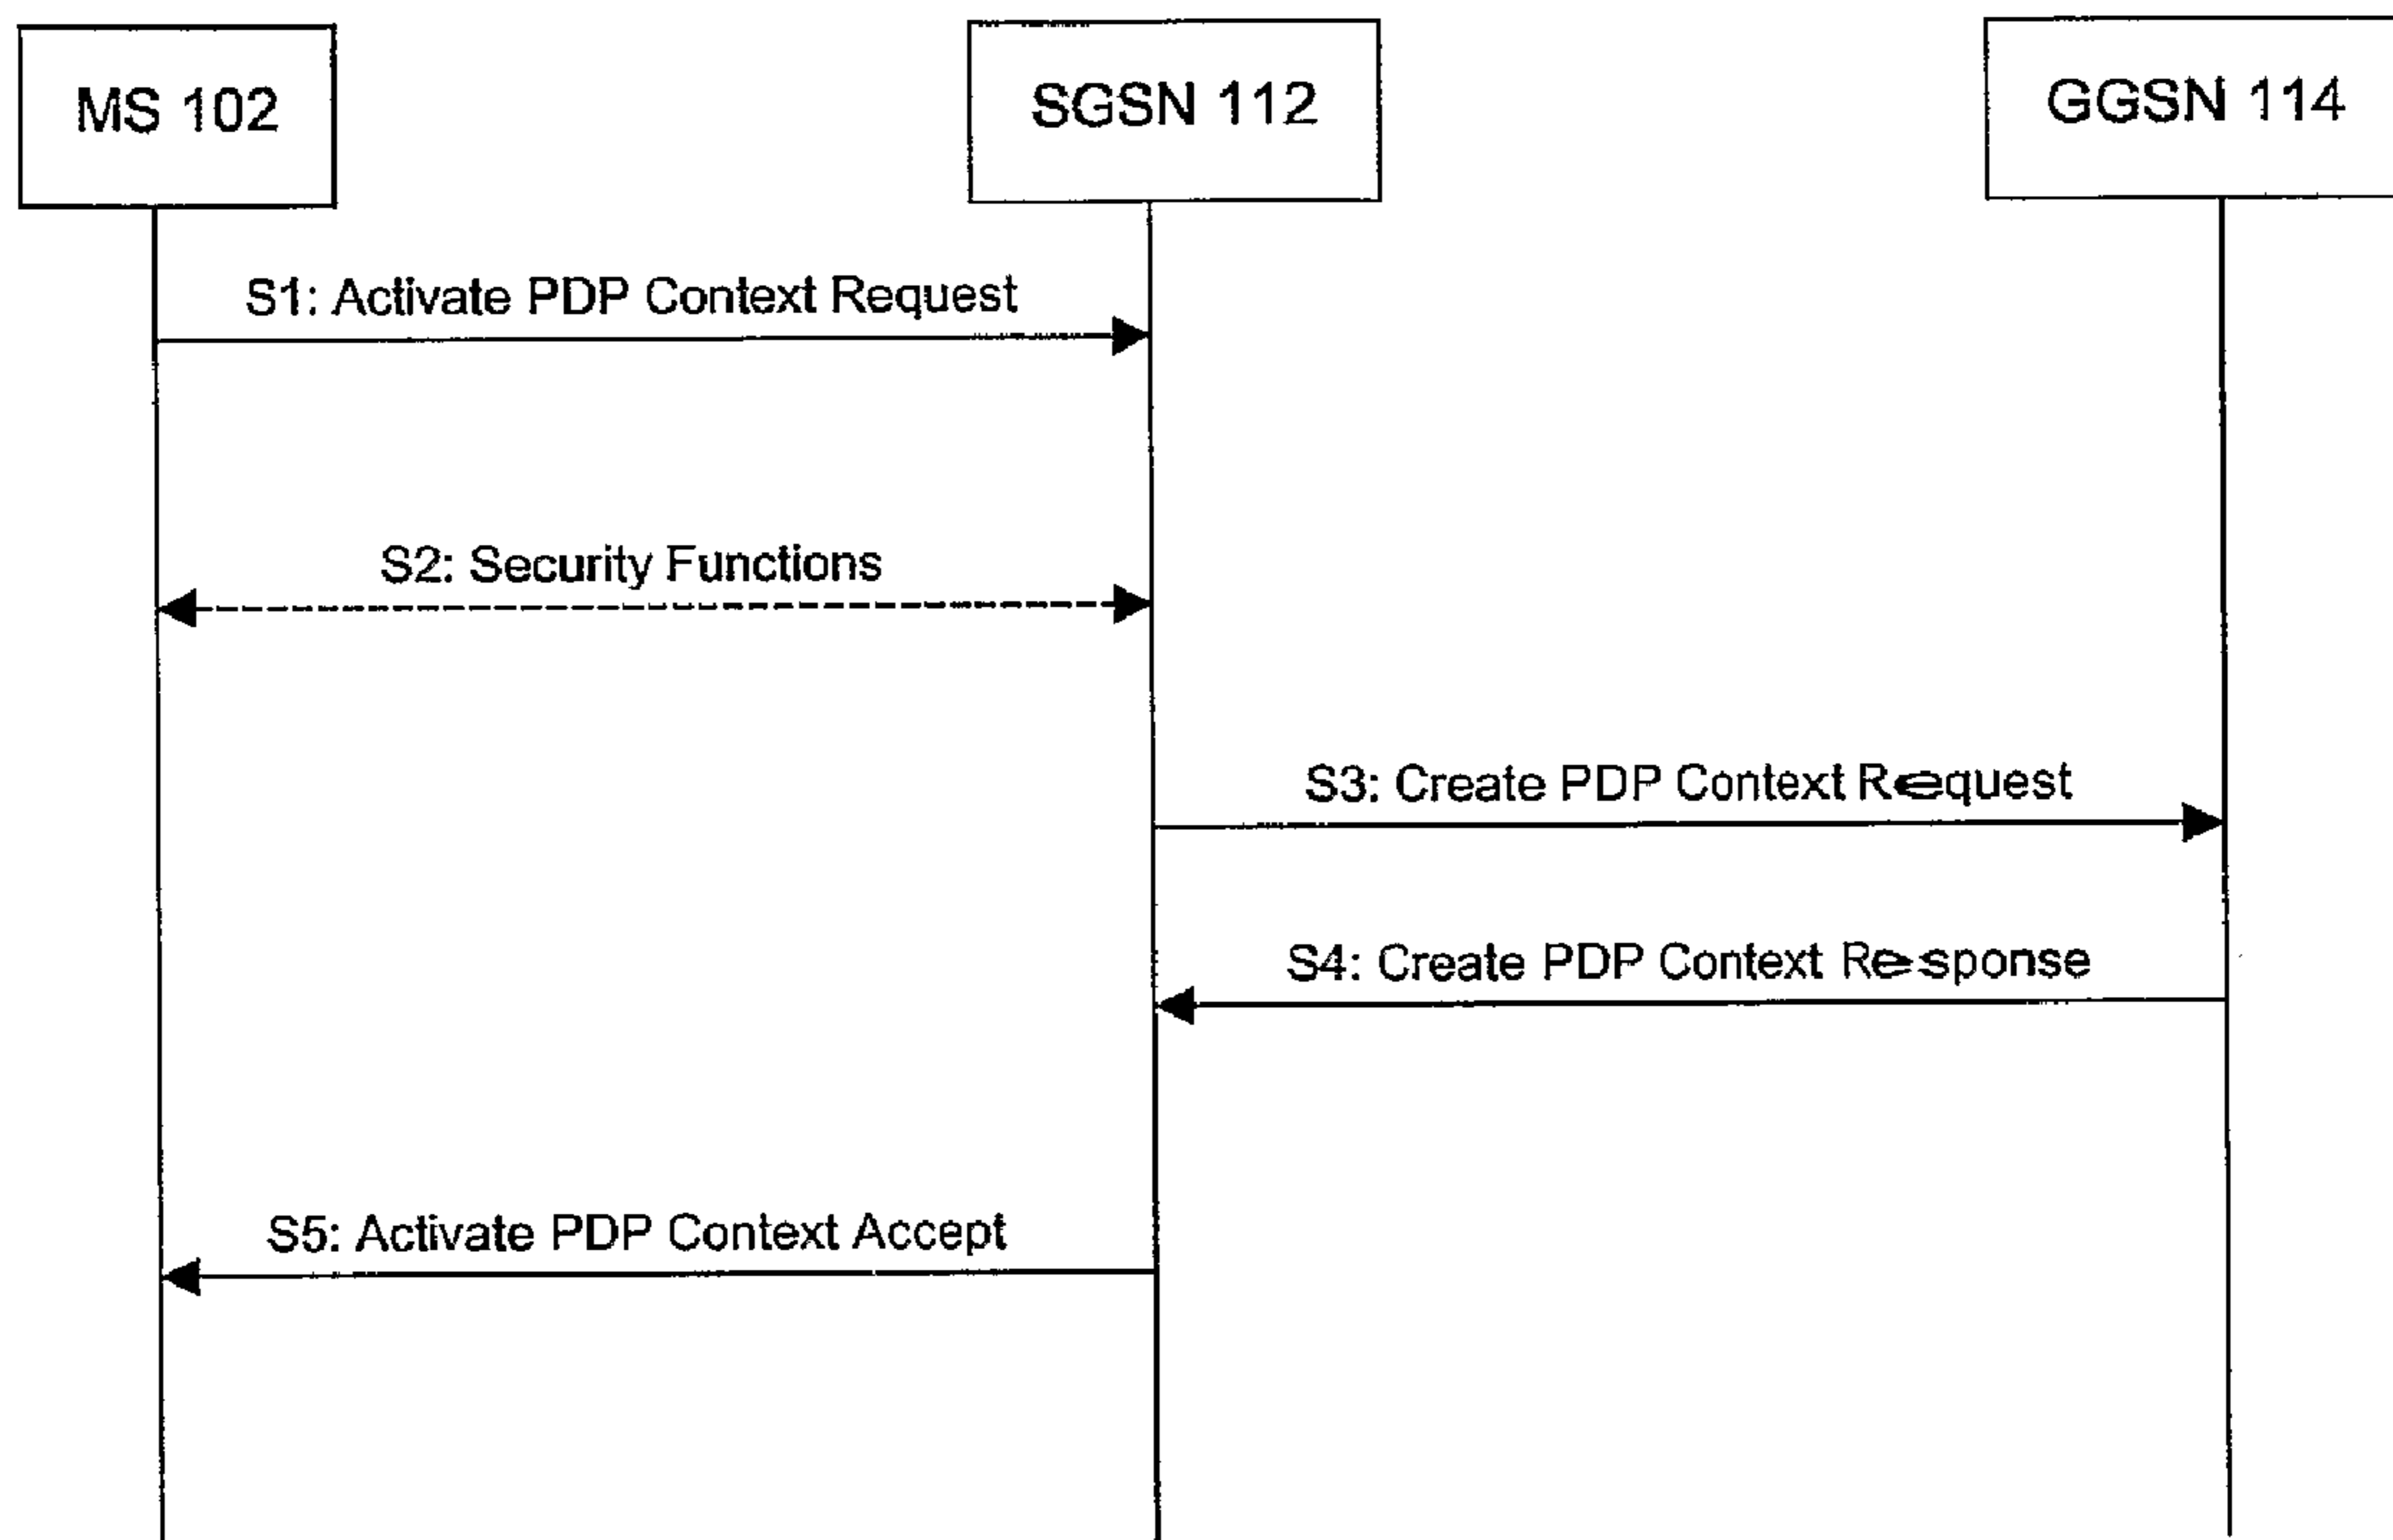 MS 102
SGSN 112
GGSN 114
S1: Activate PDP Context Request
S2: Security Functions
S3: Create PDP Context Request
S4: Create PDP Context Response
S5: Activate PDP Context Accept